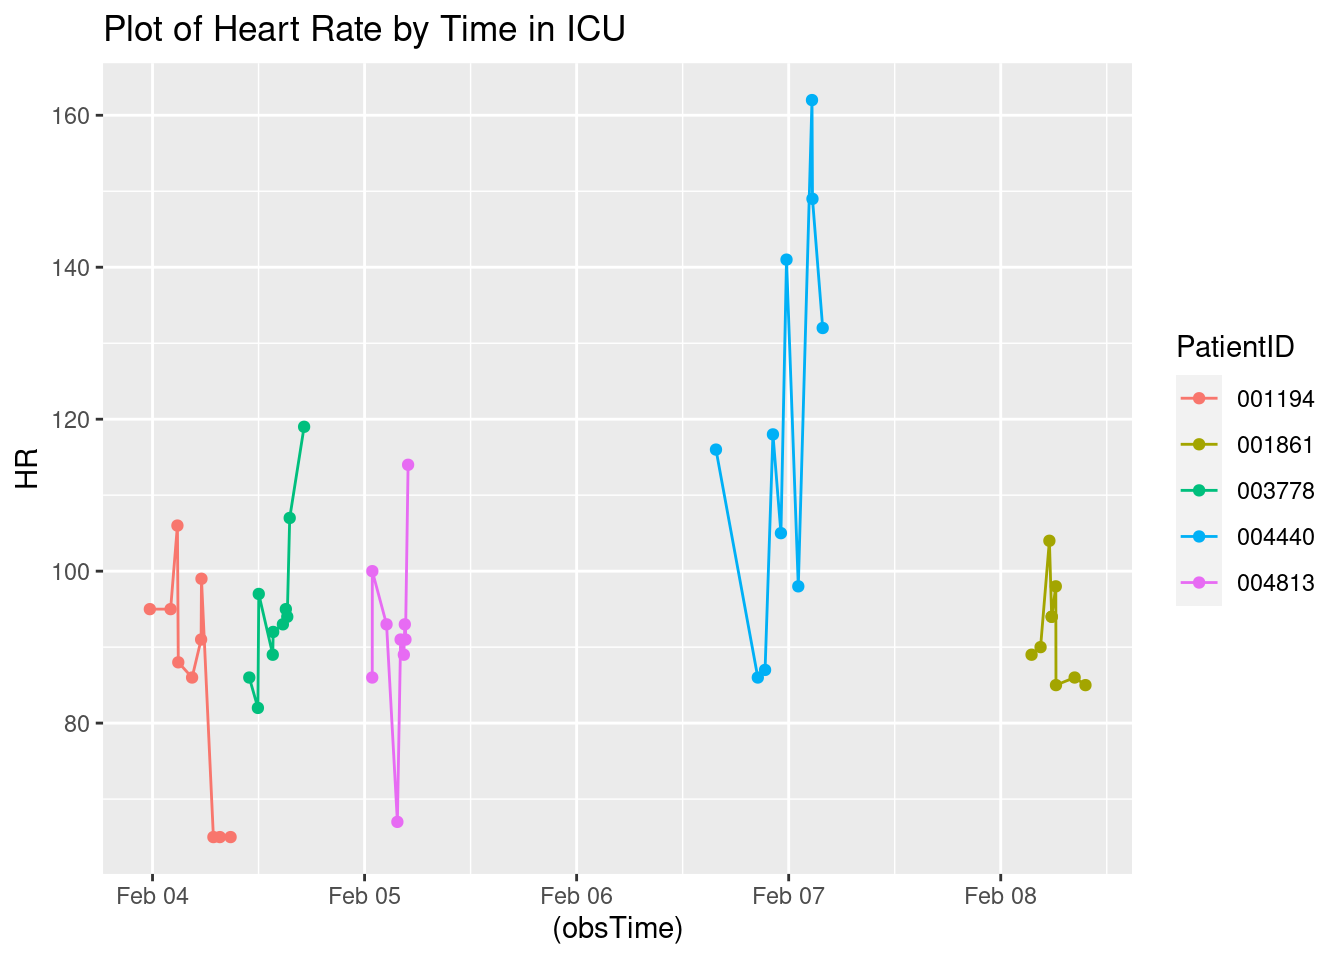 Plot of Heart Rate by Time in ICU
160
140
120
100
80
HR
Feb 04 Feb 05 Feb 06 Feb 07 Feb 08
(obsTime)
PatientID
001194
001861
003778
004440
004813